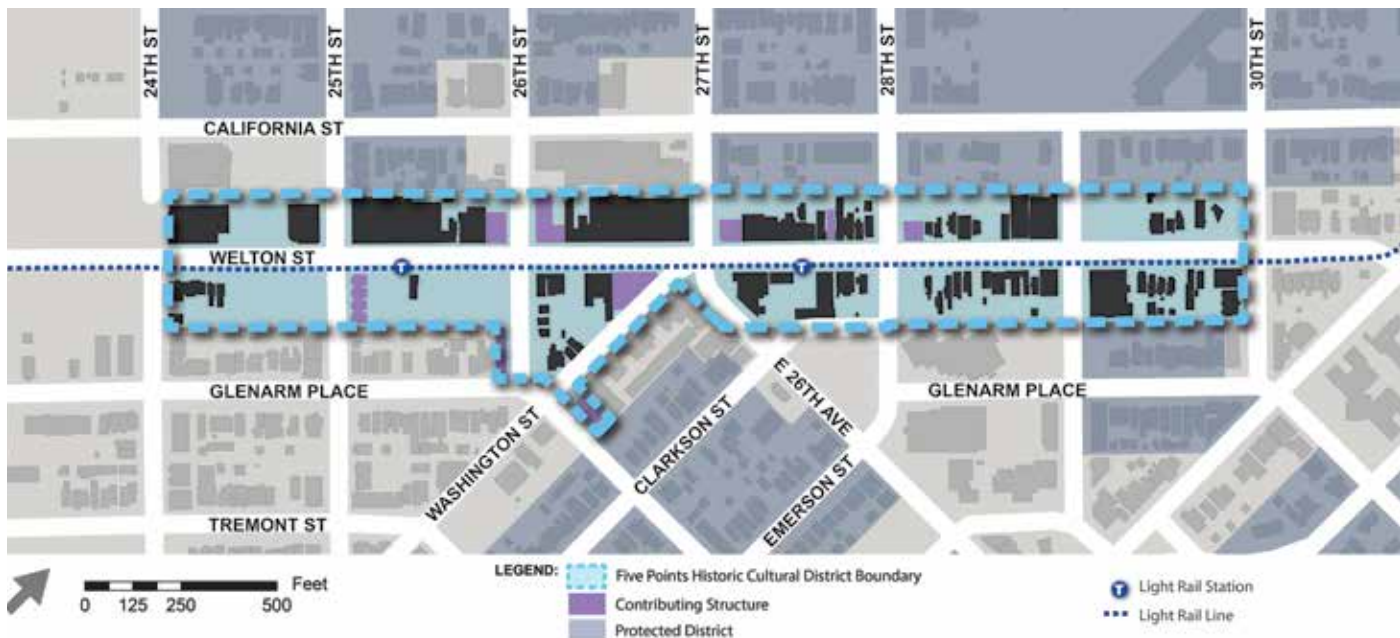 24TH ST
25TH ST
26TH ST
27TH ST
28TH ST
30TH ST
CALIFORNIA ST
WELTON ST
T
T
GLENARM PLACE
GLENARM PLACE
WASHINGTON ST
CLARKSON ST
E 26TH AVE
EMERSON ST
TREMONT ST
Feet
0 125 250 500
LEGEND:
Five Points Historic Cultural District Boundary
Contributing Structure
Protected District
T Light Rail Station
Light Rail Line